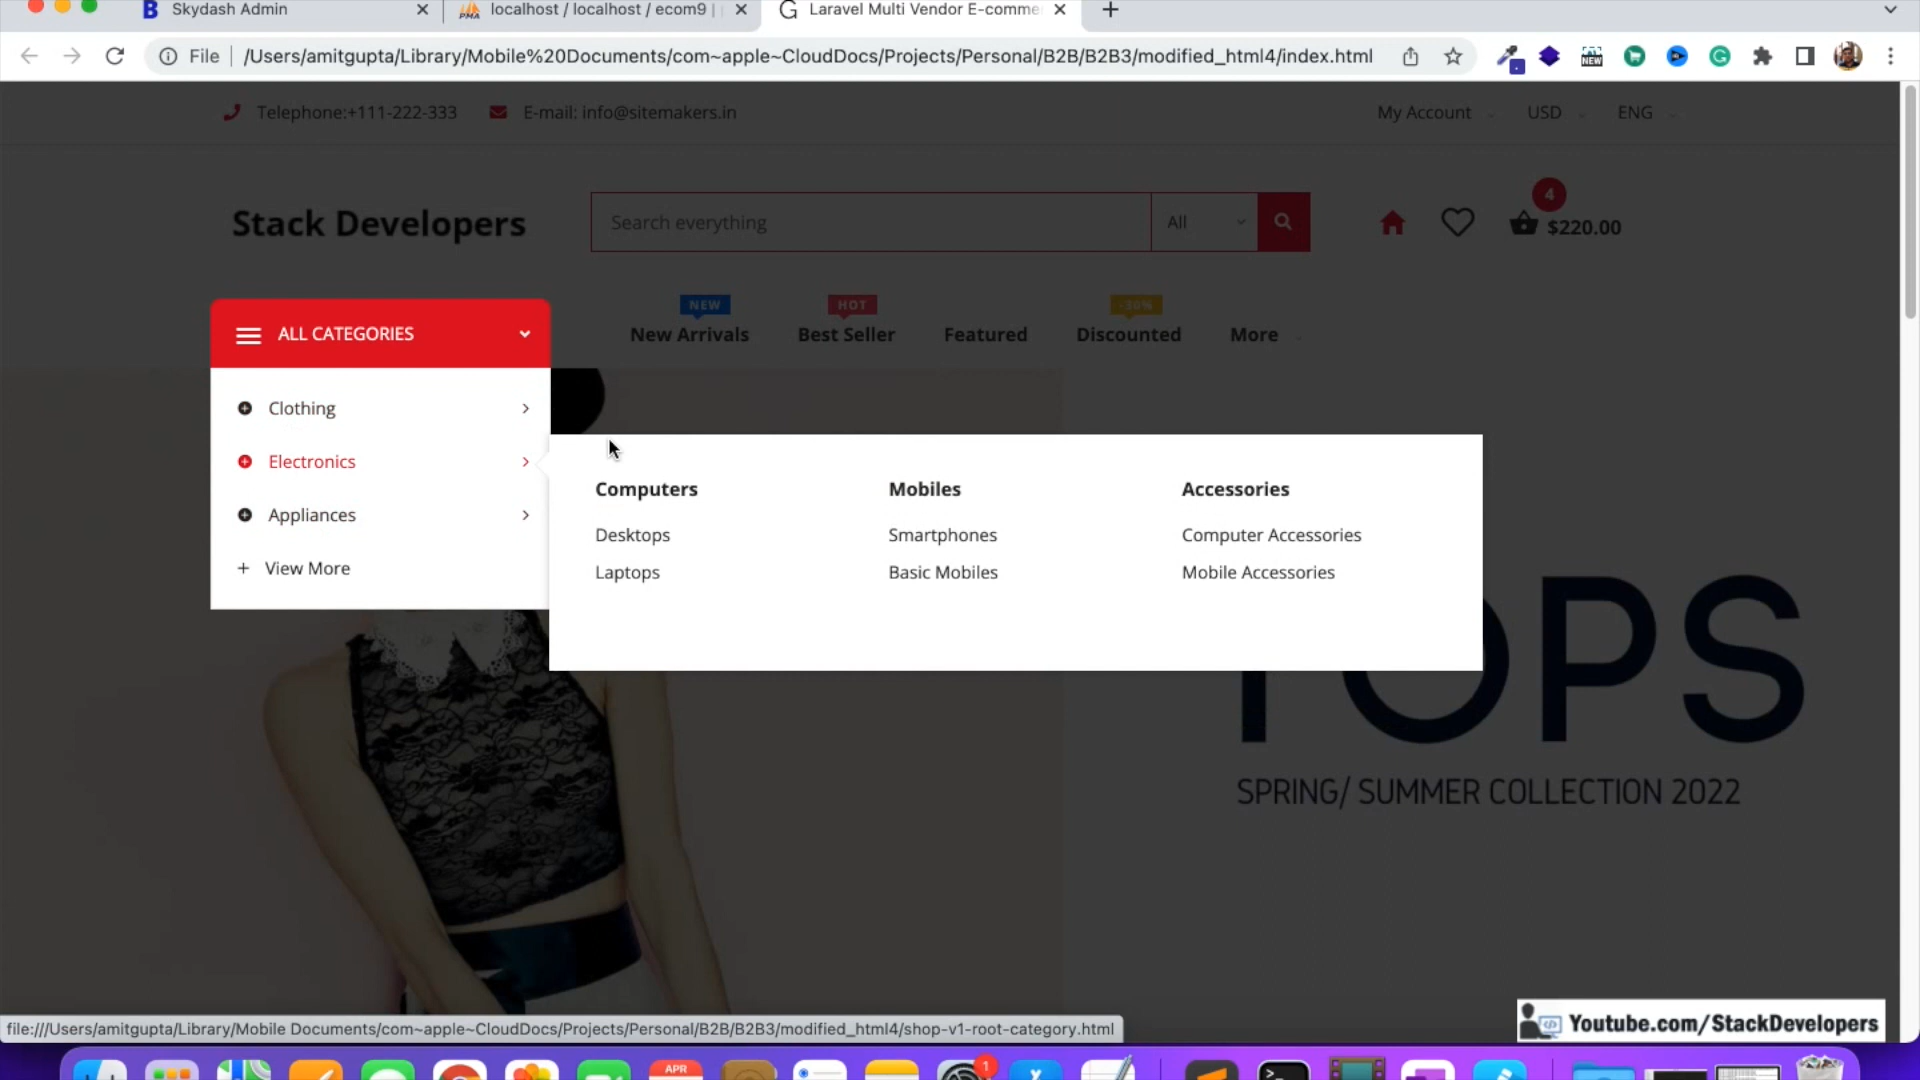 Skydash Admin
localhost / localhost / ecom9 |
Laravel Multi Vendor E-comme
File
/Users/amitgupta/Library/Mobile%20Documents/com~apple~CloudDocs/Projects/Personal/B2B/B2B3/modified_html4/index.html
NEW
Telephone:+111-222-333
E-mail: info@sitemakers.in
My Account
USD
ENG
Stack Developers
Search everything
All
4
$220.00
ALL CATEGORIES
NEW
New Arrivals
HOT
Best Seller
Featured
-30%
Discounted
More
Clothing
Electronics
Appliances
+ View More
Computers
Desktops
Laptops
Mobiles
Smartphones
Basic Mobiles
Accessories
Computer Accessories
Mobile Accessories
TOPS
SPRING/ SUMMER COLLECTION 2022
Youtube.com/StackDevelopers
file:///Users/amitgupta/Library/Mobile Documents/com~apple~CloudDocs/Projects/Personal/B2B/B2B3/modified_html4/shop-v1-root-category.html
APR
1